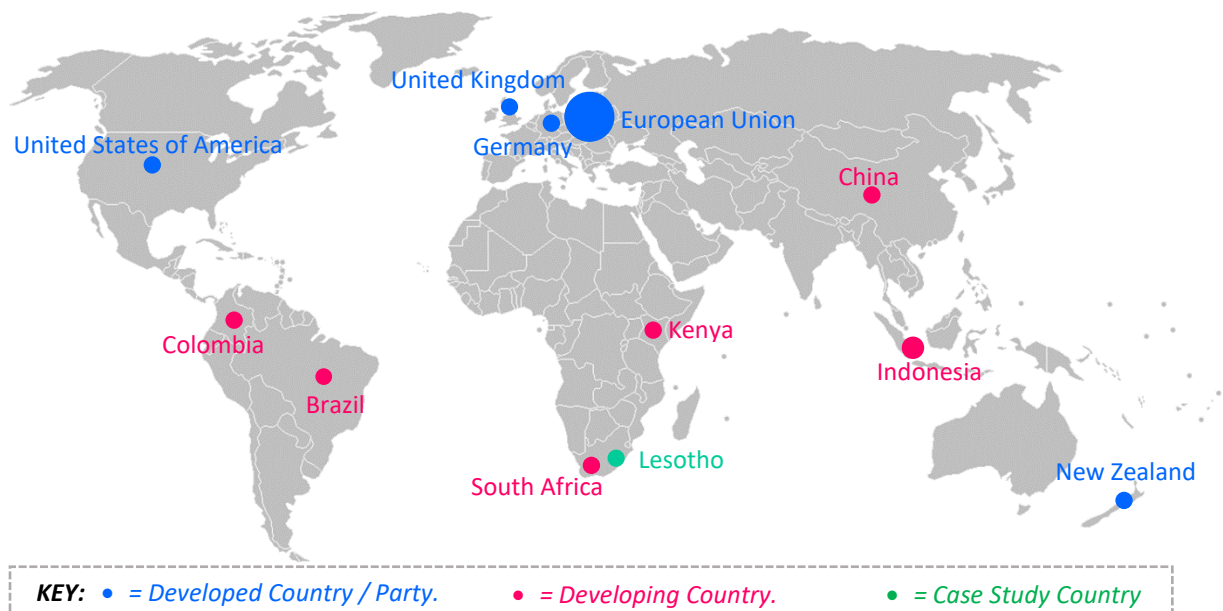 United Kingdom
European Union
United States of America
Germany
China
Colombia
Kenya
Indonesia
Brazil
Lesotho
South Africa
New Zealand
KEY: = Developed Country / Party. = Developing Country. = Case Study Country